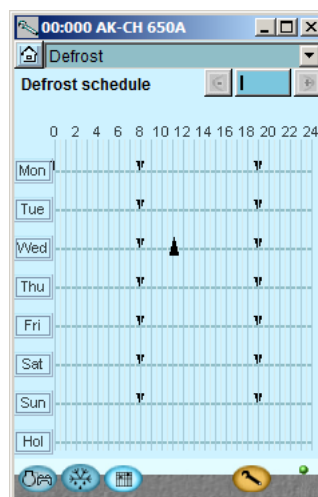 00:000 AK-CH 650A
Defrost
Defrost schedule
0 2 4 6 8 10 12 14 16 18 20 22 24
Mon
Tue
Wed
Thu
Fri
Sat
Sun
Hol